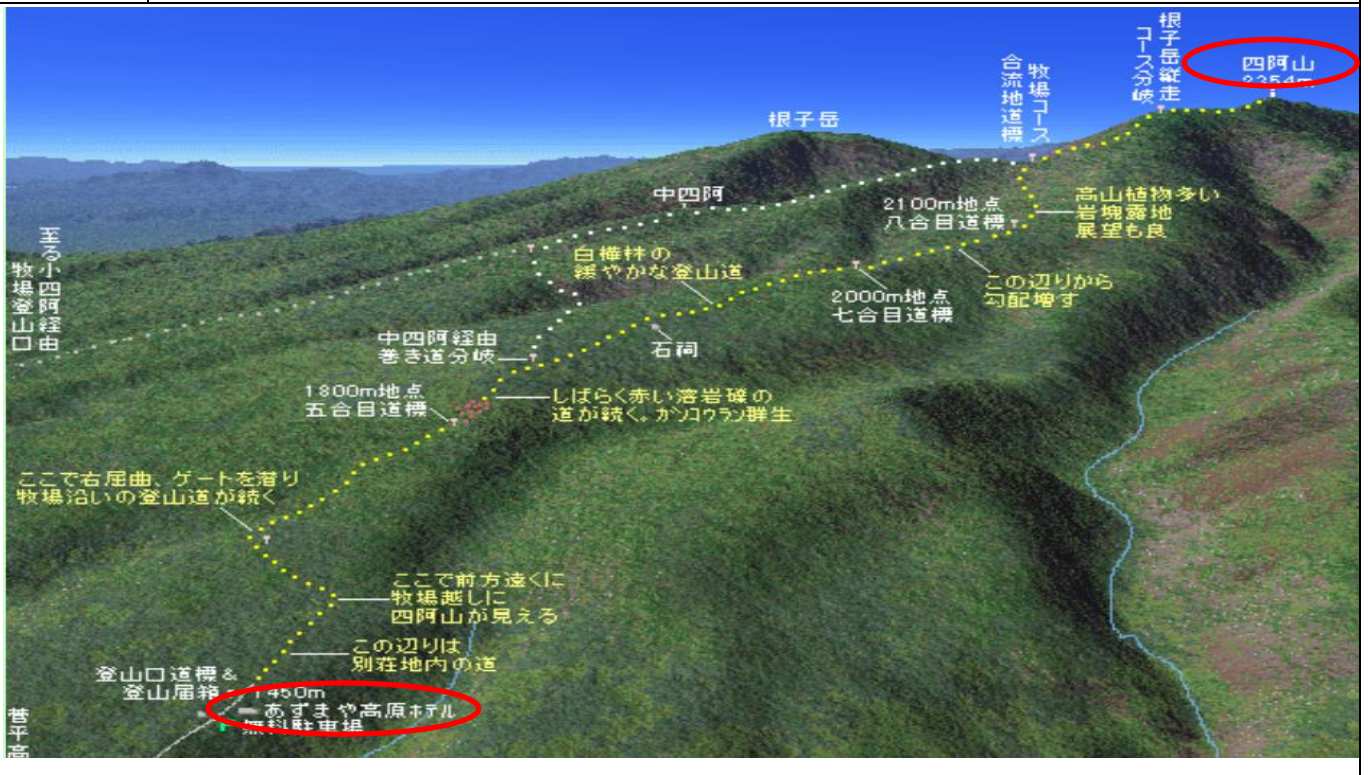 根子岳縦走
コース分岐
四阿山
2354m
牧場コース
合流地道標
根子岳
中四阿
2100m地点
八合目道標
高山植物多い
岩塊露地
展望も良
至る小四阿経由
牧場登山口
白樺林の
緩やかな登山道
この辺りから
勾配増す
2000m地点
七合目道標
中四阿経由
巻き道分岐
石祠
1800m地点
五合目道標
しばらく赤い溶岩礫の
道が続く。ガンコウラン群生
ここで右屈曲、ゲートを潜り
牧場沿いの登山道が続く
ここで前方遠くに
牧場越しに
四阿山が見える
この辺りは
別荘地内の道
登山口道標&
登山届箱
1450m
あずまや高原ホテル
無料駐車場
菅平高